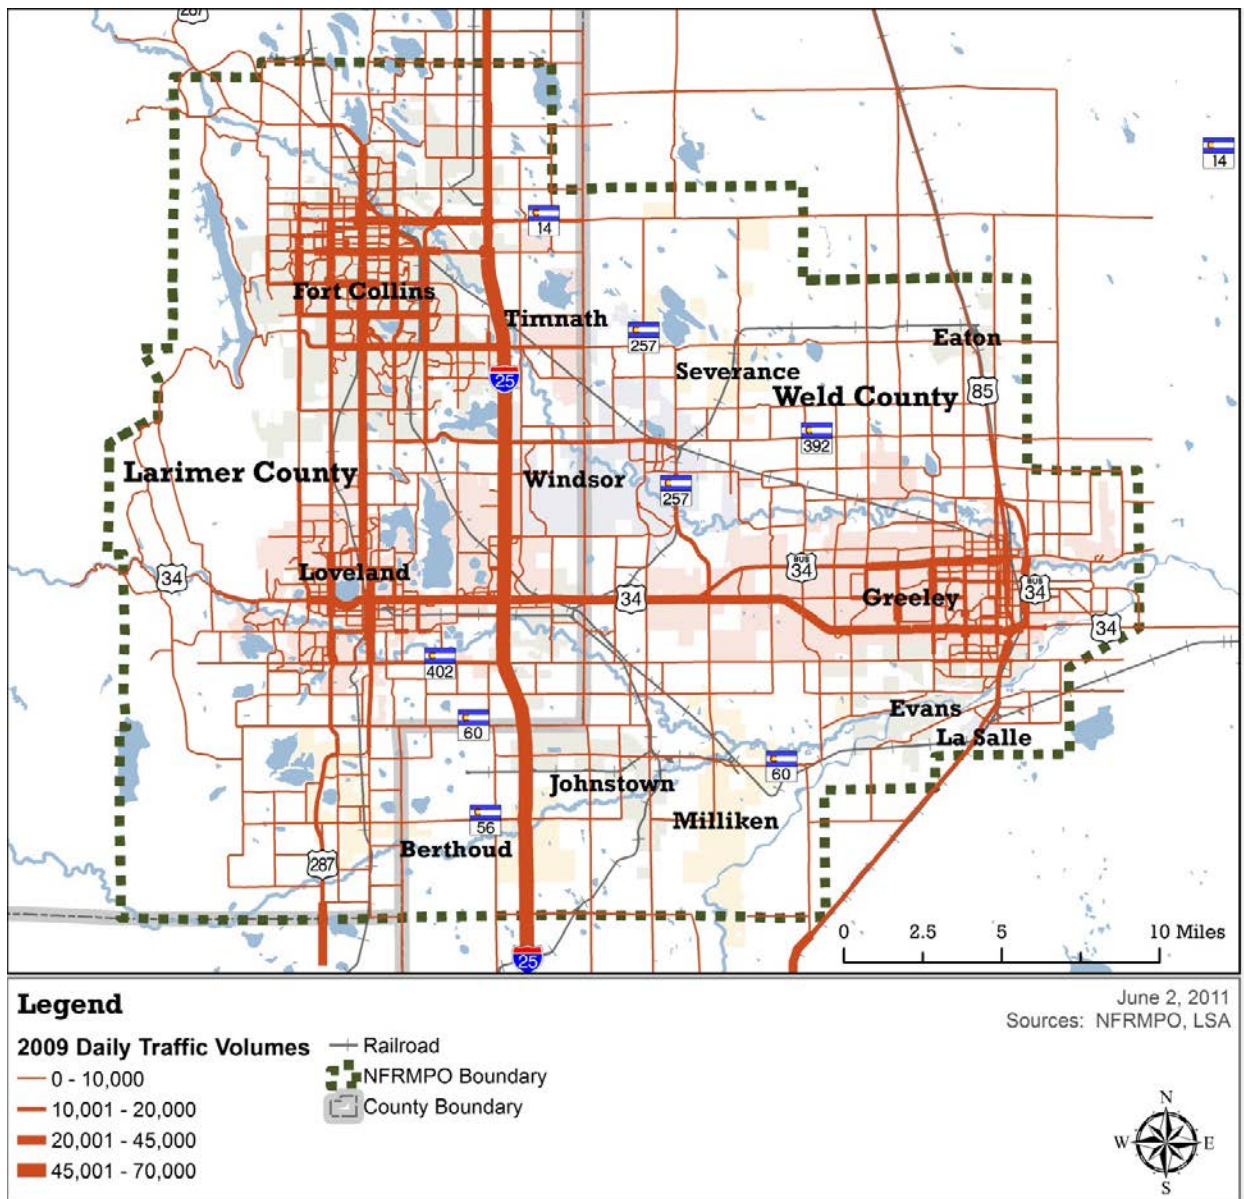 287
14
14
Fort Collins
Timnath
257
Eaton
25
Severance
85
Weld County
392
Larimer County
Windsor
257
34
Loveland
BUS
34
34
Greeley
BUS
34
34
402
60
Evans
La Salle
60
Johnstown
56
Milliken
Berthoud
287
25
0 2.5 5 10 Miles
Legend
June 2, 2011
Sources: NFRMPO, LSA
2009 Daily Traffic Volumes
0 - 10,000
10,001 - 20,000
20,001 - 45,000
45,001 - 70,000
Railroad
NFRMPO Boundary
County Boundary
N
W E
S